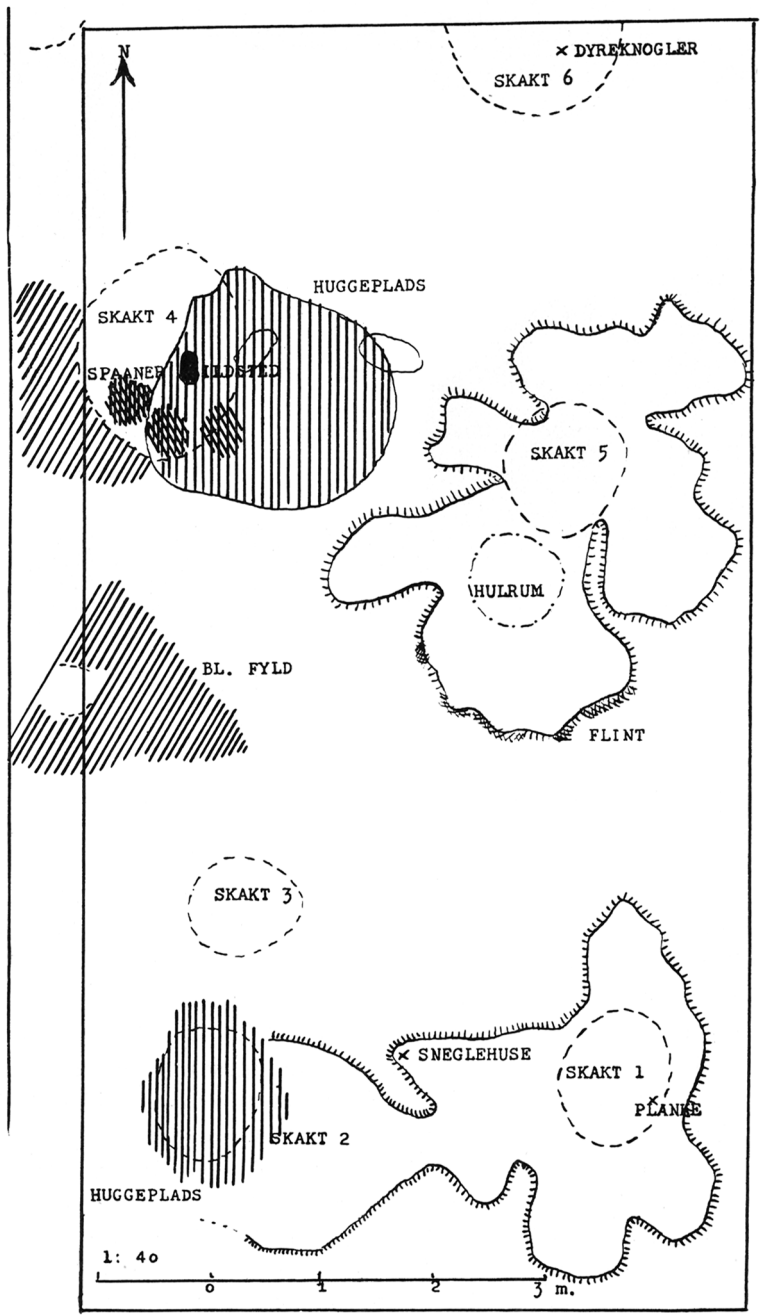 N
× DYREKNOGLER
SKAKT 6
HUGGEPLADS
SKAKT 4
SPAANER ILDSTED
SKAKT 5
HULRUM
BL. FYLD
FLINT
SKAKT 3
× SNEGLEHUSE
SKAKT 1
×
PLANKE
SKAKT 2
HUGGEPLADS
1: 40
0 1 2 3 m.